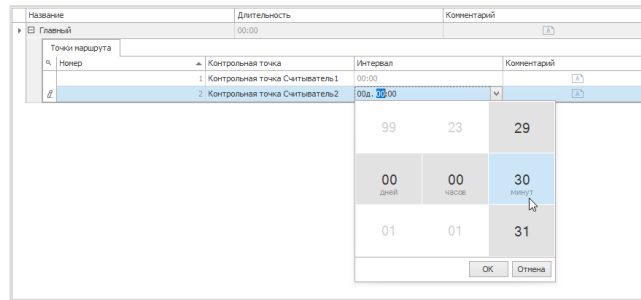 Название Длительность Комментарий
Главный 00:00
Точки маршрута
Номер Контрольная точка Интервал Комментарий
1 Контрольная точка Считыватель1 00:00
2 Контрольная точка Считыватель2 00д. 00:00
99 23 29
00 00 30
дней часов минут
01 01 31
OK Отмена